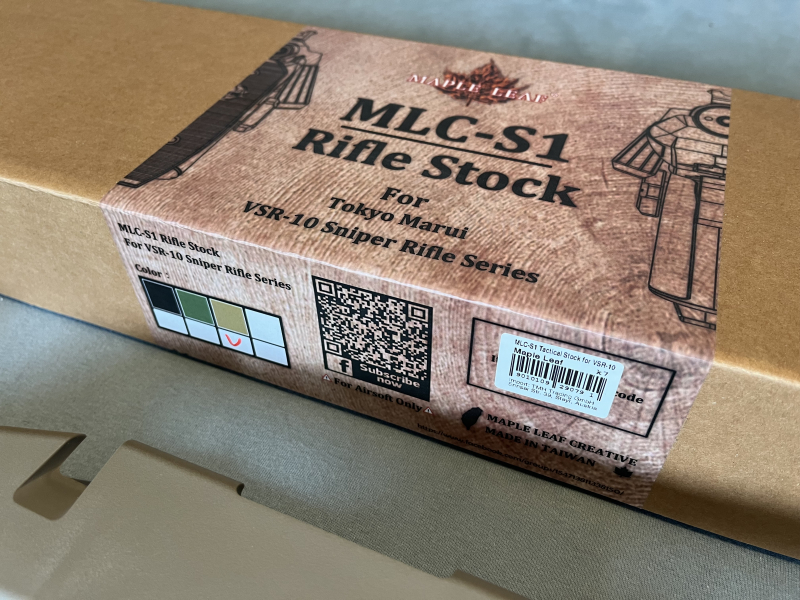 MAPLE LEAF
MLC-S1
Rifle Stock
For
Tokyo Marui
VSR-10 Sniper Rifle Series
MLC-S1 Rifle Stock
For VSR-10 Sniper Rifle Series
Color :
f Subscribe
now
⚠ For Airsoft Only ⚠
MLC-S1 Tactical Stock for VSR-10
Maple Leaf
K7
ode
MAPLE LEAF CREATIVE
MADE IN TAIWAN